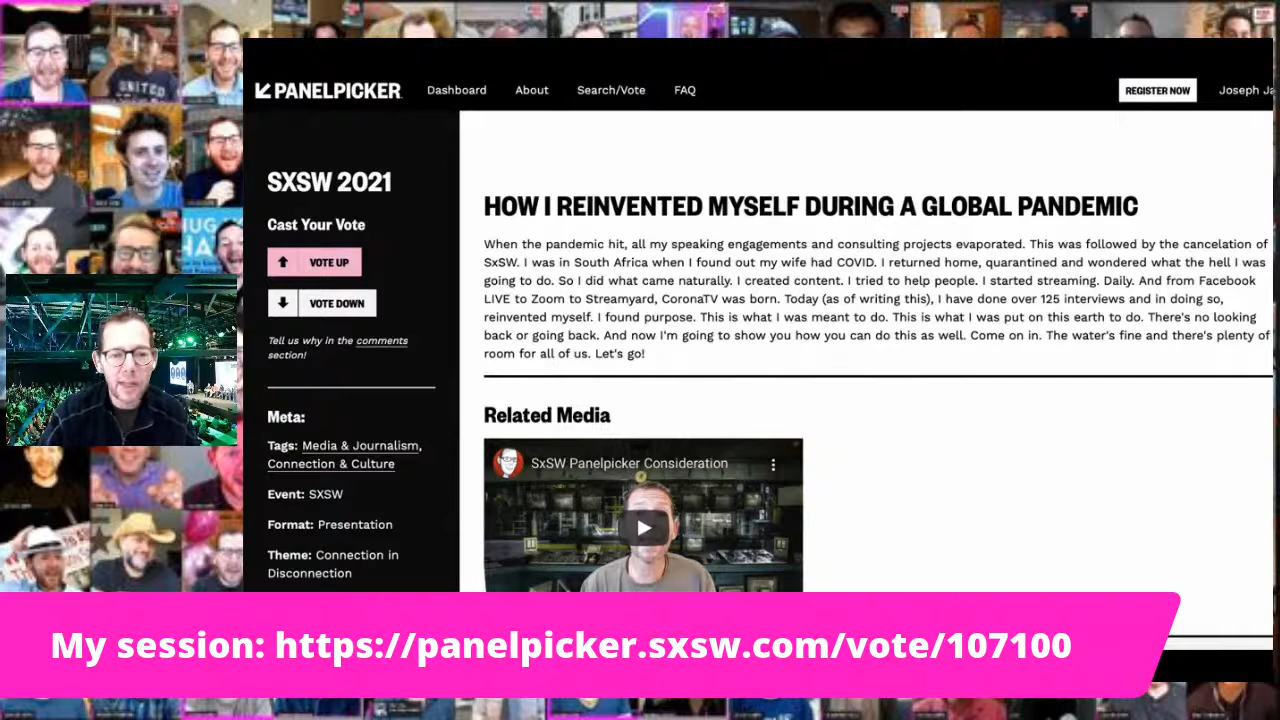 PANELPICKER
Dashboard About Search/Vote FAQ
REGISTER NOW
Joseph Ja
SXSW 2021
Cast Your Vote
VOTE UP
VOTE DOWN
Tell us why in the comments
section!
Meta:
Tags: Media & Journalism,
Connection & Culture
Event: SXSW
Format: Presentation
Theme: Connection in
Disconnection
HOW I REINVENTED MYSELF DURING A GLOBAL PANDEMIC
When the pandemic hit, all my speaking engagements and consulting projects evaporated. This was followed by the cancelation of
SxSW. I was in South Africa when I found out my wife had COVID. I returned home, quarantined and wondered what the hell I was
going to do. So I did what came naturally. I created content. I tried to help people. I started streaming. Daily. And from Facebook
LIVE to Zoom to Streamyard, CoronaTV was born. Today (as of writing this), I have done over 125 interviews and in doing so,
reinvented myself. I found purpose. This is what I was meant to do. This is what I was put on this earth to do. There's no looking
back or going back. And now I'm going to show you how you can do this as well. Come on in. The water's fine and there's plenty of
room for all of us. Let's go!
Related Media
SxSW Panelpicker Consideration
UNITED
My session: https://panelpicker.sxsw.com/vote/107100